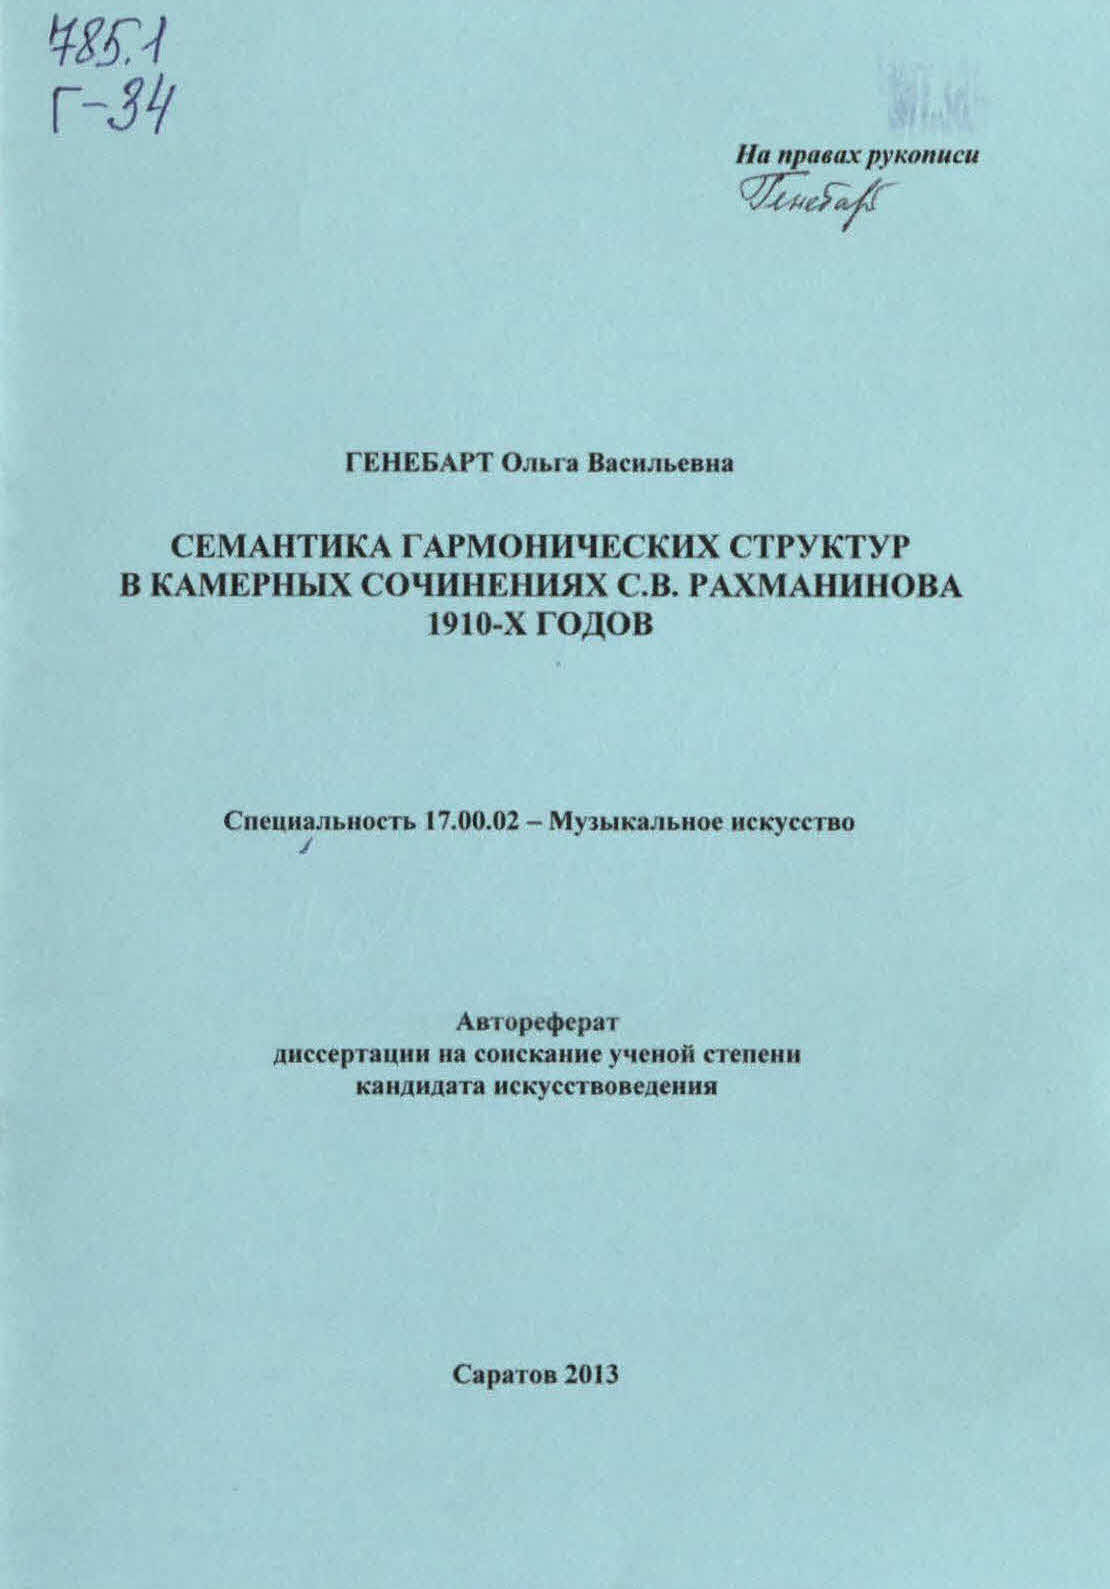 785.1
Г-34
На правах рукописи
Генебарт
ГЕНЕБАРТ Ольга Васильевна
СЕМАНТИКА ГАРМОНИЧЕСКИХ СТРУКТУР
В КАМЕРНЫХ СОЧИНЕНИЯХ С.В. РАХМАНИНОВА
1910-Х ГОДОВ
Специальность 17.00.02 – Музыкальное искусство
Автореферат
диссертации на соискание ученой степени
кандидата искусствоведения
Саратов 2013